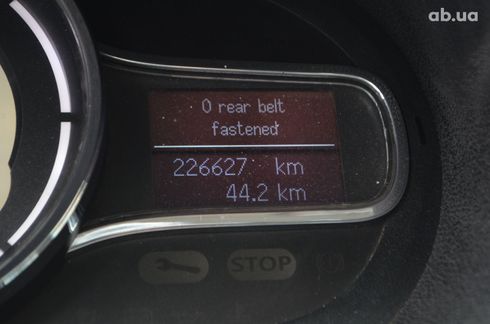 ab.ua
0 rear belt
fastened
226627 km
44.2 km
STOP